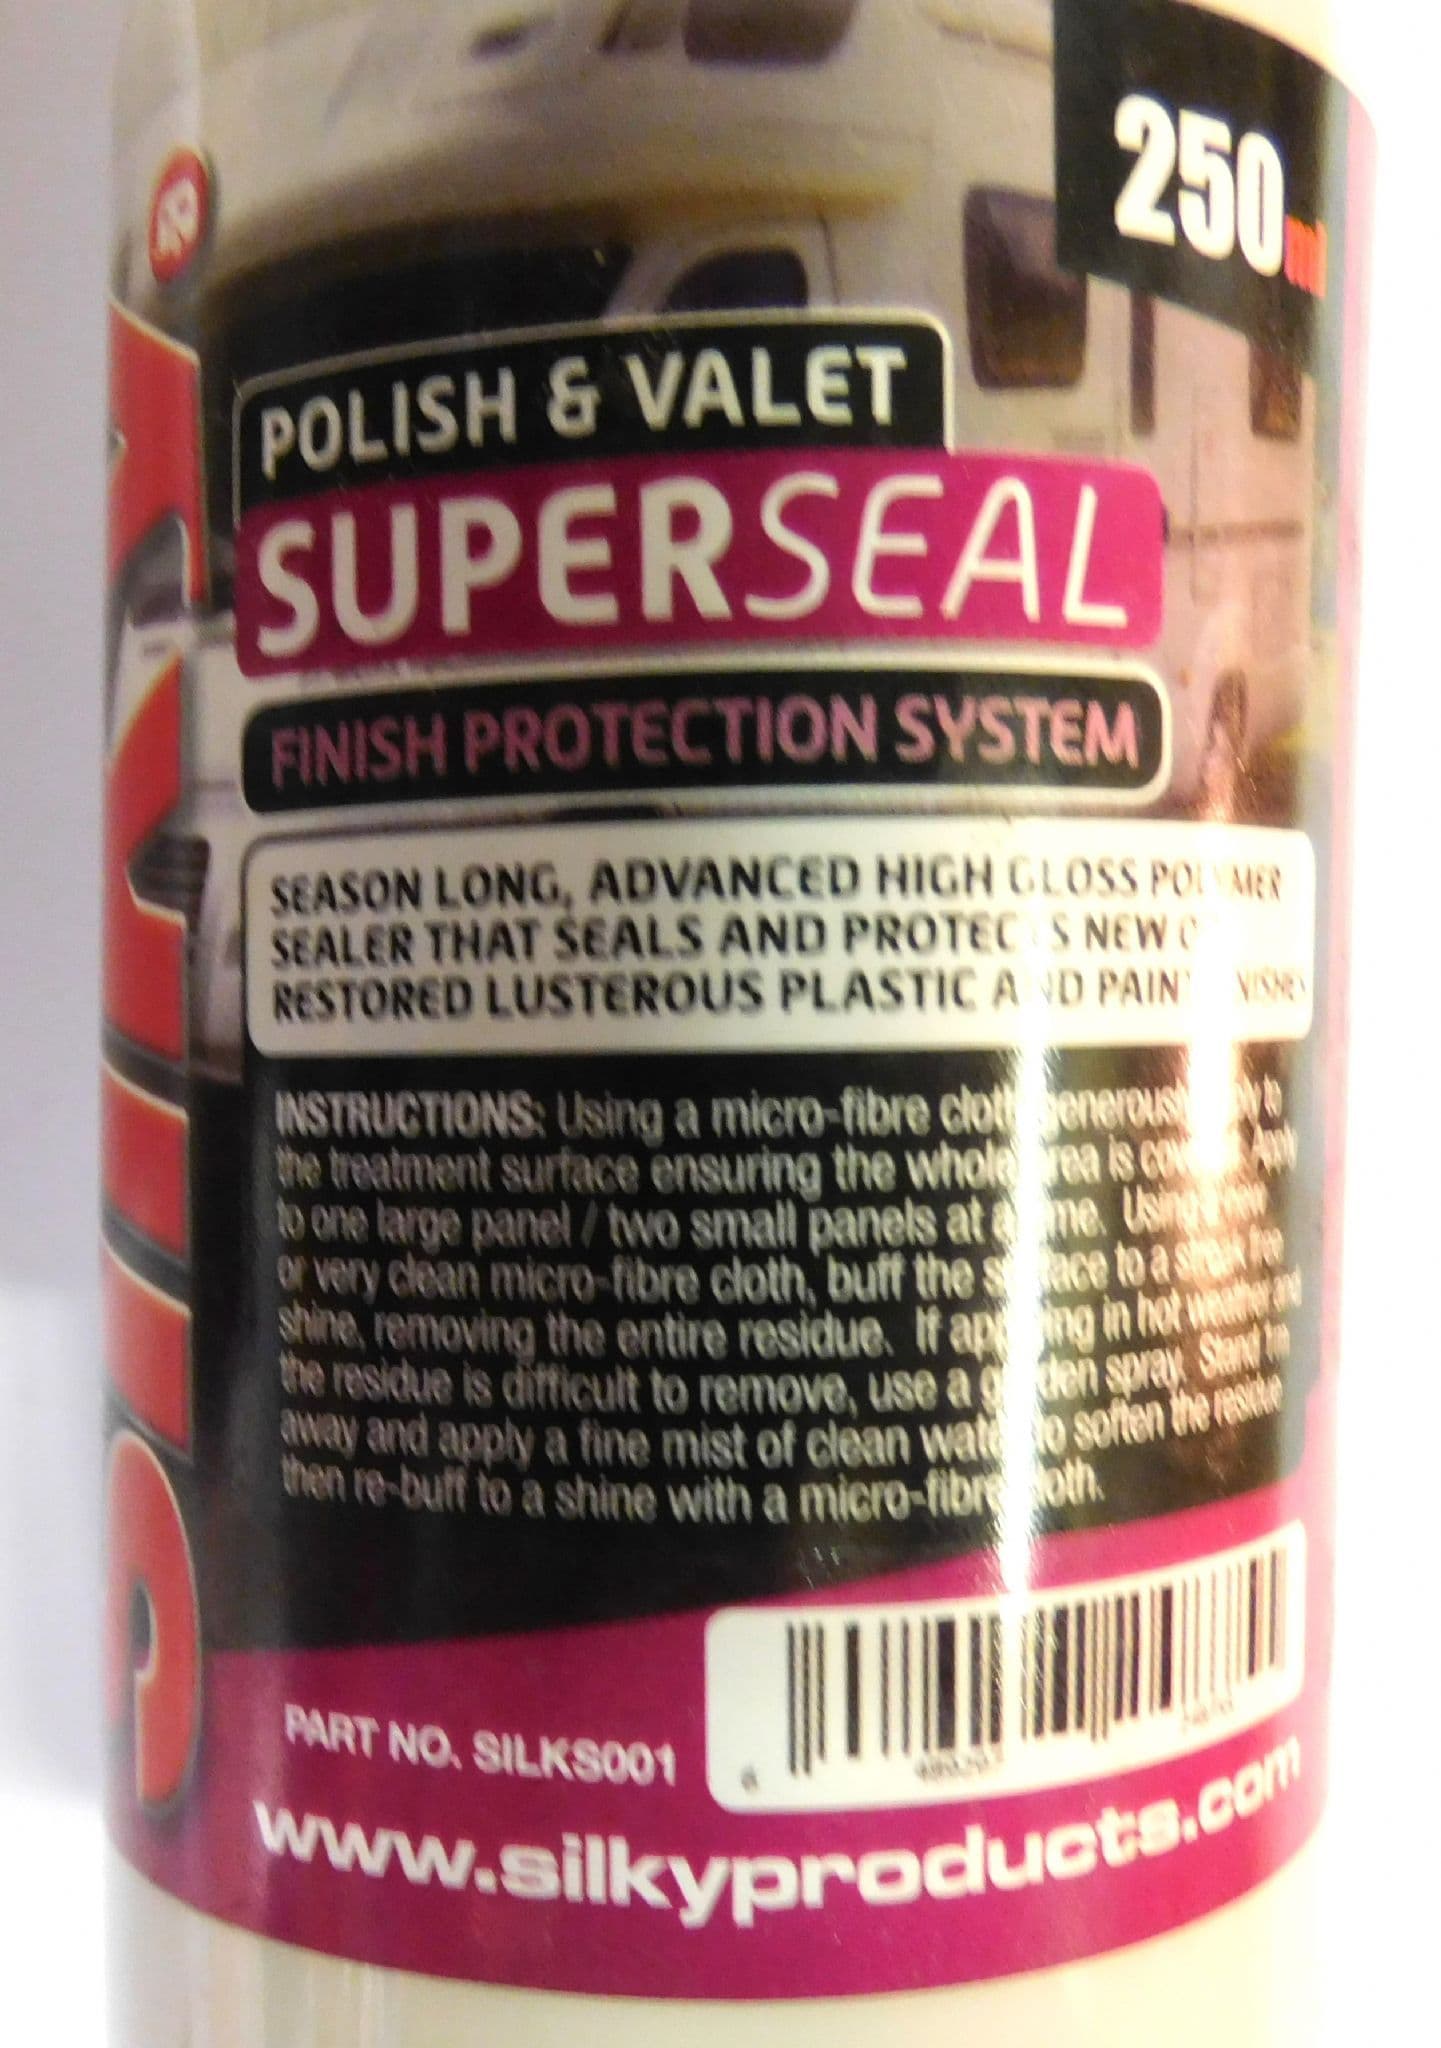 250ml
POLISH & VALET
SUPERSEAL
FINISH PROTECTION SYSTEM
SEASON LONG, ADVANCED HIGH GLOSS POLYMER
SEALER THAT SEALS AND PROTECTS NEW OR
RESTORED LUSTEROUS PLASTIC AND PAINT FINISHES
INSTRUCTIONS: Using a micro-fibre cloth generously apply to
the treatment surface ensuring the whole area is covered. Apply
to one large panel / two small panels at a time. Using a new
or very clean micro-fibre cloth, buff the surface to a streak free
shine, removing the entire residue. If applying in hot weather and
the residue is difficult to remove, use a garden spray. Stand 1m
away and apply a fine mist of clean water to soften the residue
then re-buff to a shine with a micro-fibre cloth.
PART NO. SILKS001
6
www.silkyproducts.com